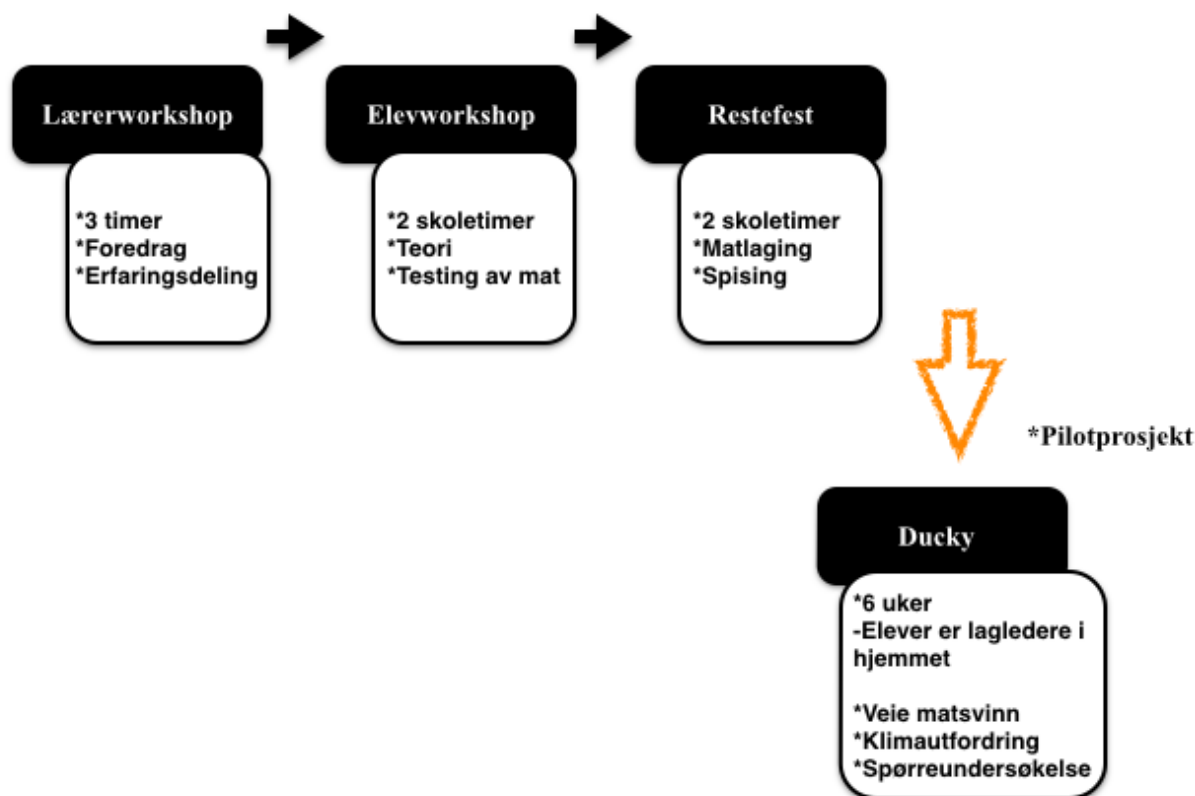 Lærerworkshop
*3 timer
*Foredrag
*Erfaringsdeling
Elevworkshop
*2 skoletimer
*Teori
*Testing av mat
Restefest
*2 skoletimer
*Matlaging
*Spising
*Pilotprosjekt
Ducky
*6 uker
-Elever er lagledere i
hjemmet
*Veie matsvinn
*Klimautfordring
*Spørreundersøkelse